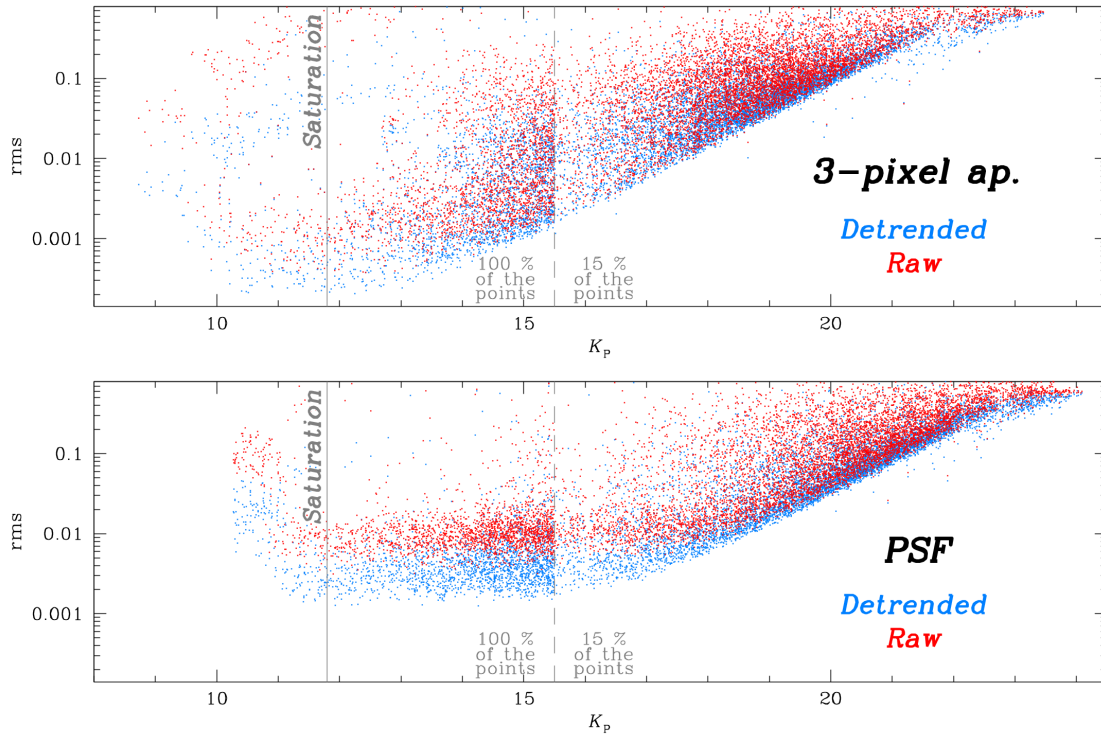 0.1
0.01
0.001
rms
Saturation
100 %
of the
points
15 %
of the
points
3-pixel ap.
Detrended
Raw
10
15
20
K_P
0.1
0.01
0.001
rms
Saturation
100 %
of the
points
15 %
of the
points
PSF
Detrended
Raw
10
15
20
K_P